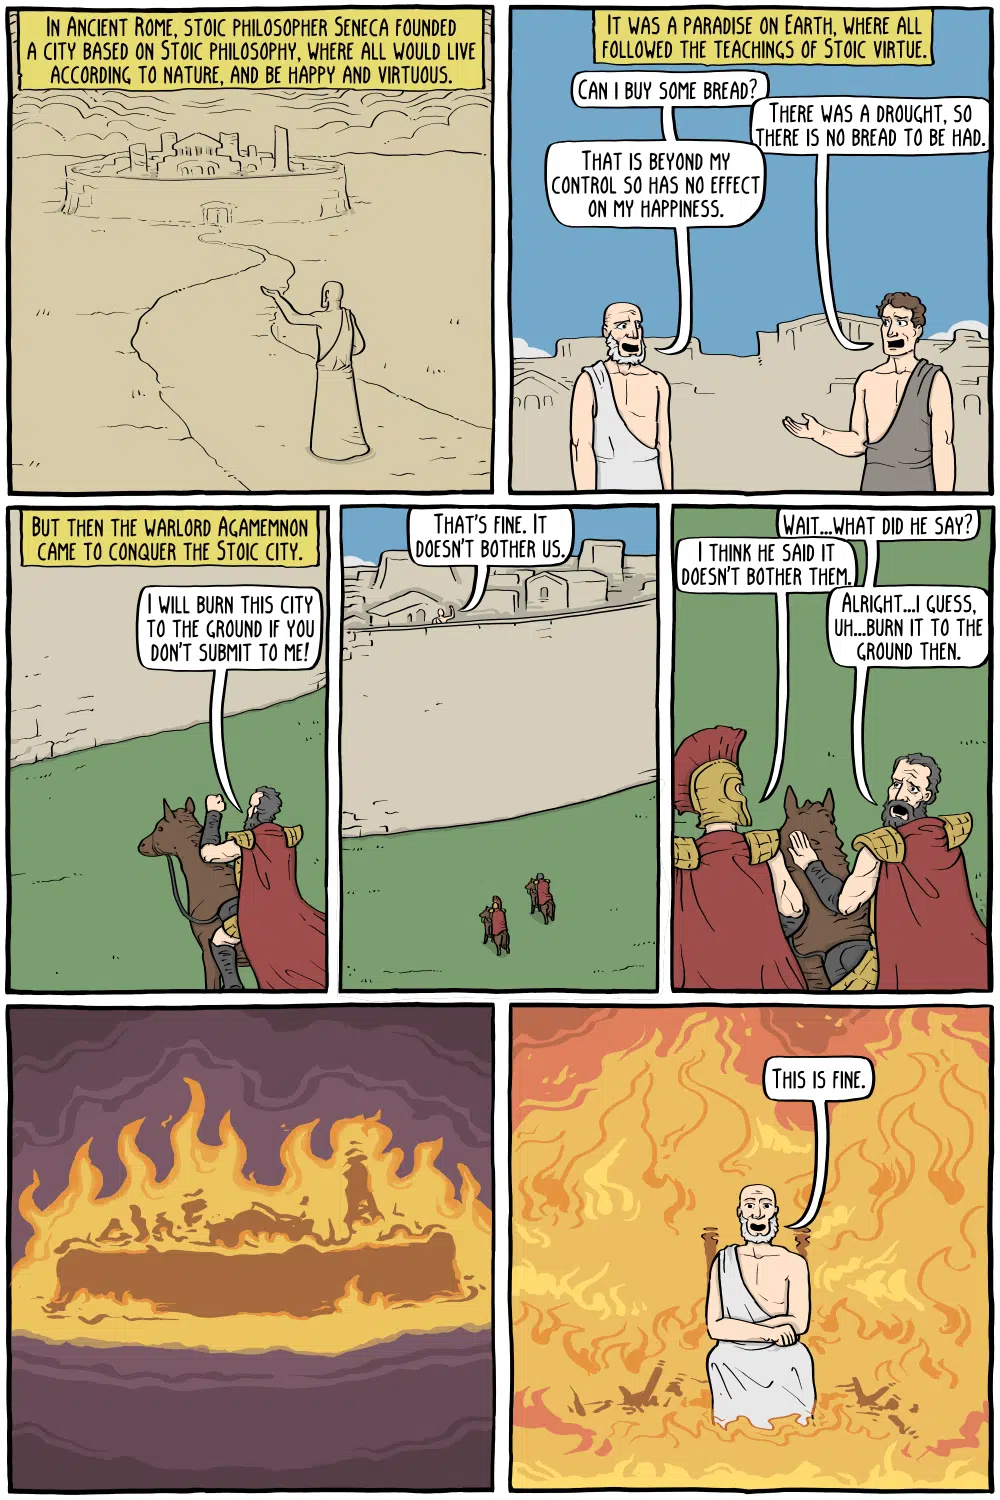 IN ANCIENT ROME, STOIC PHILOSOPHER SENECA FOUNDED
A CITY BASED ON STOIC PHILOSOPHY, WHERE ALL WOULD LIVE
ACCORDING TO NATURE, AND BE HAPPY AND VIRTUOUS.
IT WAS A PARADISE ON EARTH, WHERE ALL
FOLLOWED THE TEACHINGS OF STOIC VIRTUE.
CAN I BUY SOME BREAD?
THERE WAS A DROUGHT, SO
THERE IS NO BREAD TO BE HAD.
THAT IS BEYOND MY
CONTROL SO HAS NO EFFECT
ON MY HAPPINESS.
BUT THEN THE WARLORD AGAMEMNON
CAME TO CONQUER THE STOIC CITY.
I WILL BURN THIS CITY
TO THE GROUND IF YOU
DON'T SUBMIT TO ME!
THAT'S FINE. IT
DOESN'T BOTHER US.
WAIT...WHAT DID HE SAY?
I THINK HE SAID IT
DOESN'T BOTHER THEM.
ALRIGHT...I GUESS,
UH...BURN IT TO THE
GROUND THEN.
THIS IS FINE.